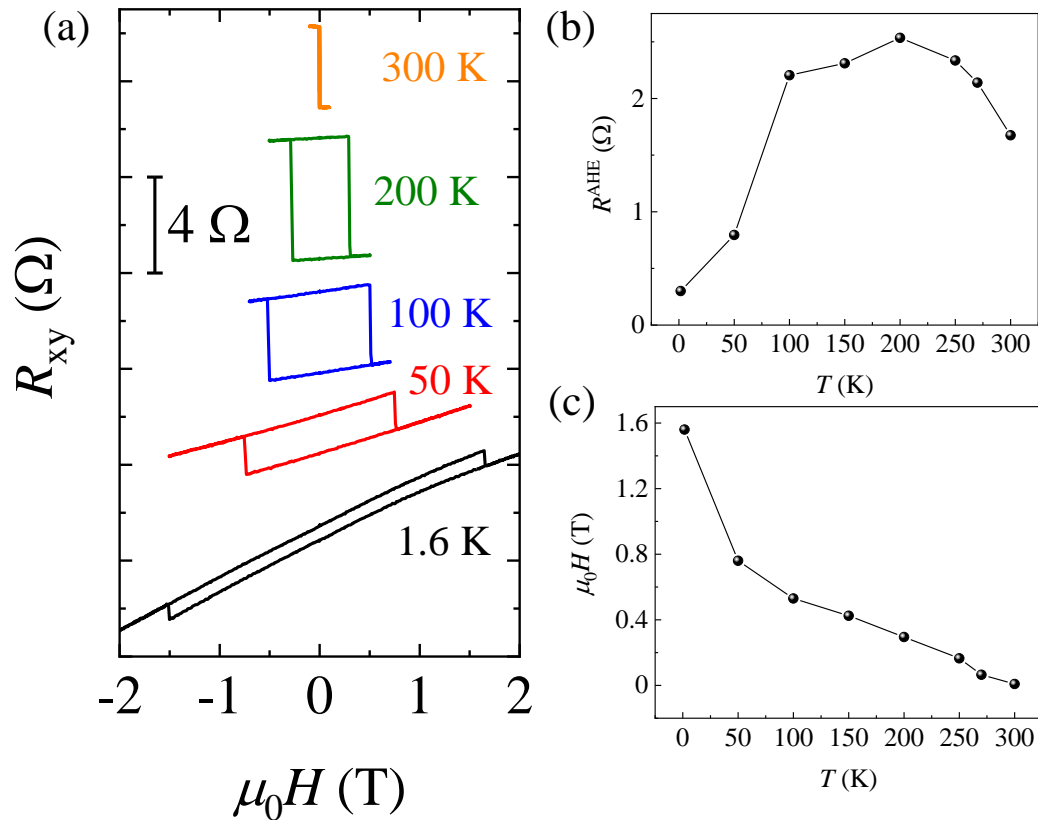 (a)
300 K
200 K
4 Ω
100 K
50 K
1.6 K
R_xy (Ω)
-2 -1 0 1 2
μ₀H (T)
(b)
R^AHE (Ω)
2
1
0
0 50 100 150 200 250 300
T (K)
(c)
μ₀H (T)
1.6
1.2
0.8
0.4
0
0 50 100 150 200 250 300
T (K)